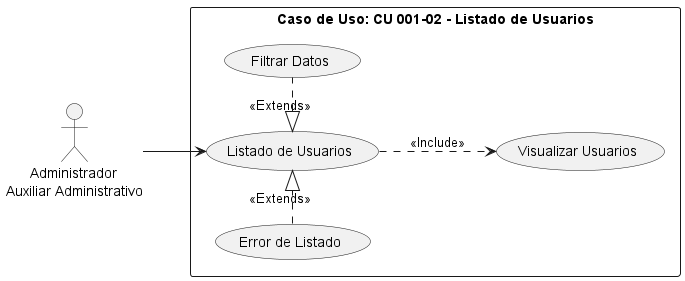 Caso de Uso: CU 001-02 - Listado de Usuarios
Filtrar Datos
«Extends»
Listado de Usuarios
«Include»
Visualizar Usuarios
Administrador
Auxiliar Administrativo
«Extends»
Error de Listado